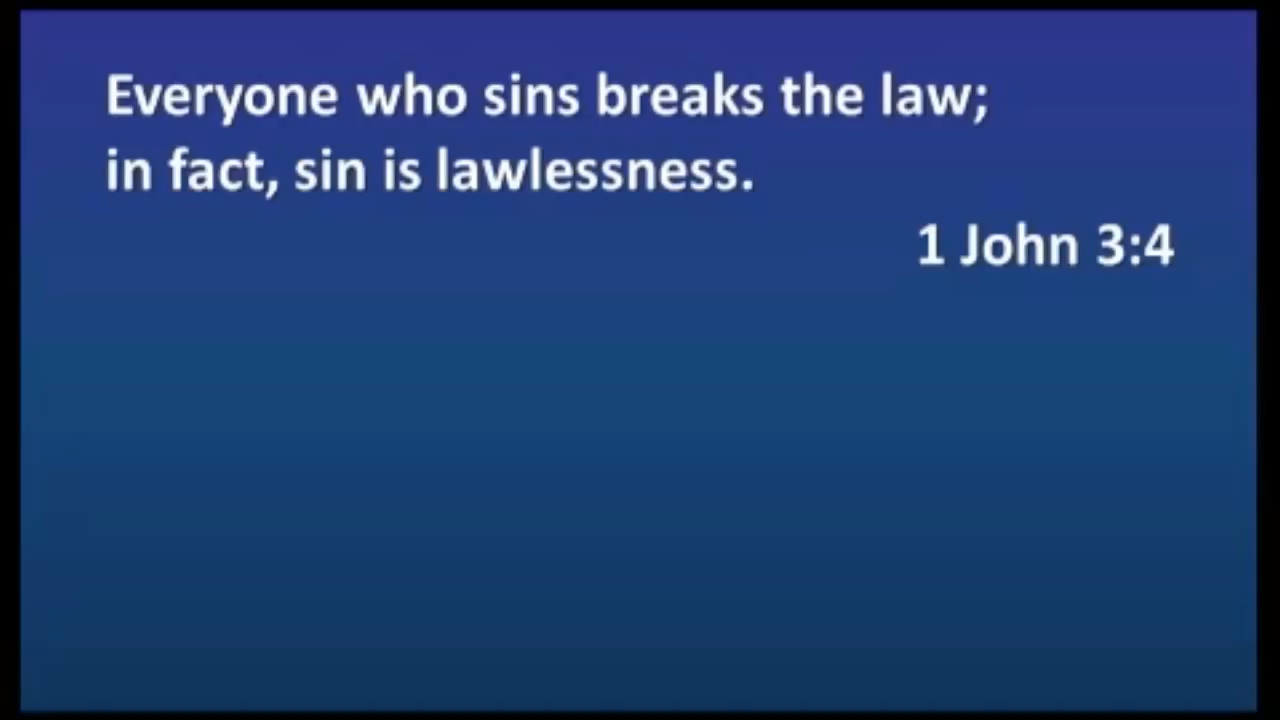 Everyone who sins breaks the law;
in fact, sin is lawlessness.
1 John 3:4